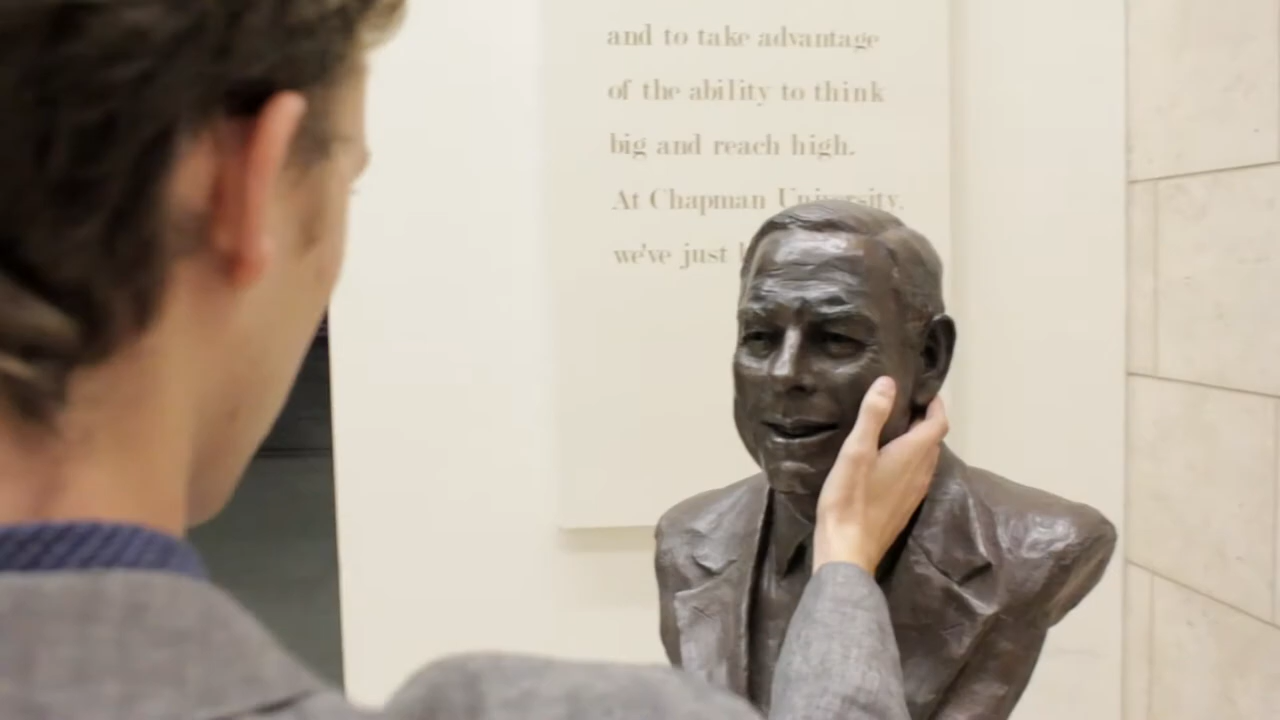 and to take advantage
of the ability to think
big and reach high.
At Chapman University,
we've just